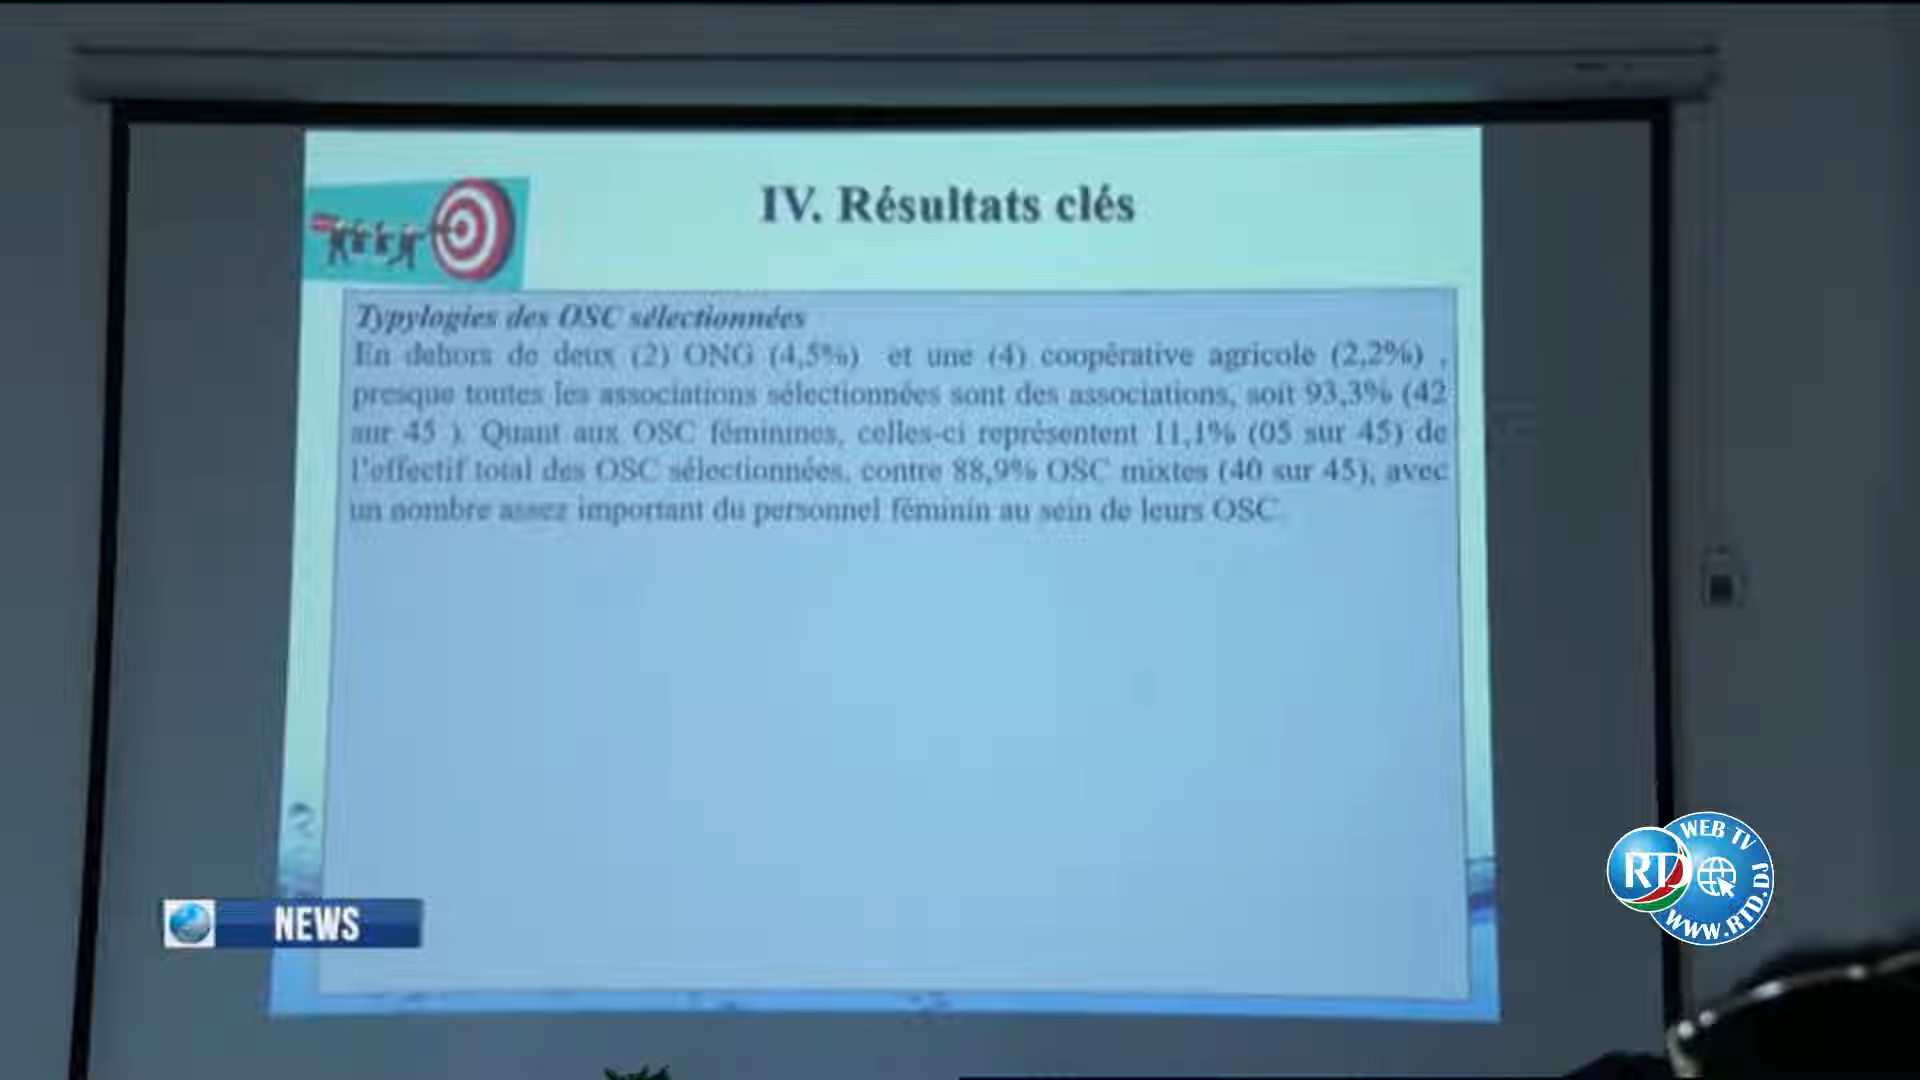 IV. Résultats clés
Typylogies des OSC sélectionnées
En dehors de deux (2) ONG (4,5%) et une (4) coopérative agricole (2,2%) ,
presque toutes les associations sélectionnées sont des associations, soit 93,3% (42
sur 45 ). Quant aux OSC féminines, celles-ci représentent 11,1% (05 sur 45) de
l'effectif total des OSC sélectionnées, contre 88,9% OSC mixtes (40 sur 45), avec
un nombre assez important du personnel féminin au sein de leurs OSC.
NEWS
WEB TV
RTD
WWW.RTD.DJ